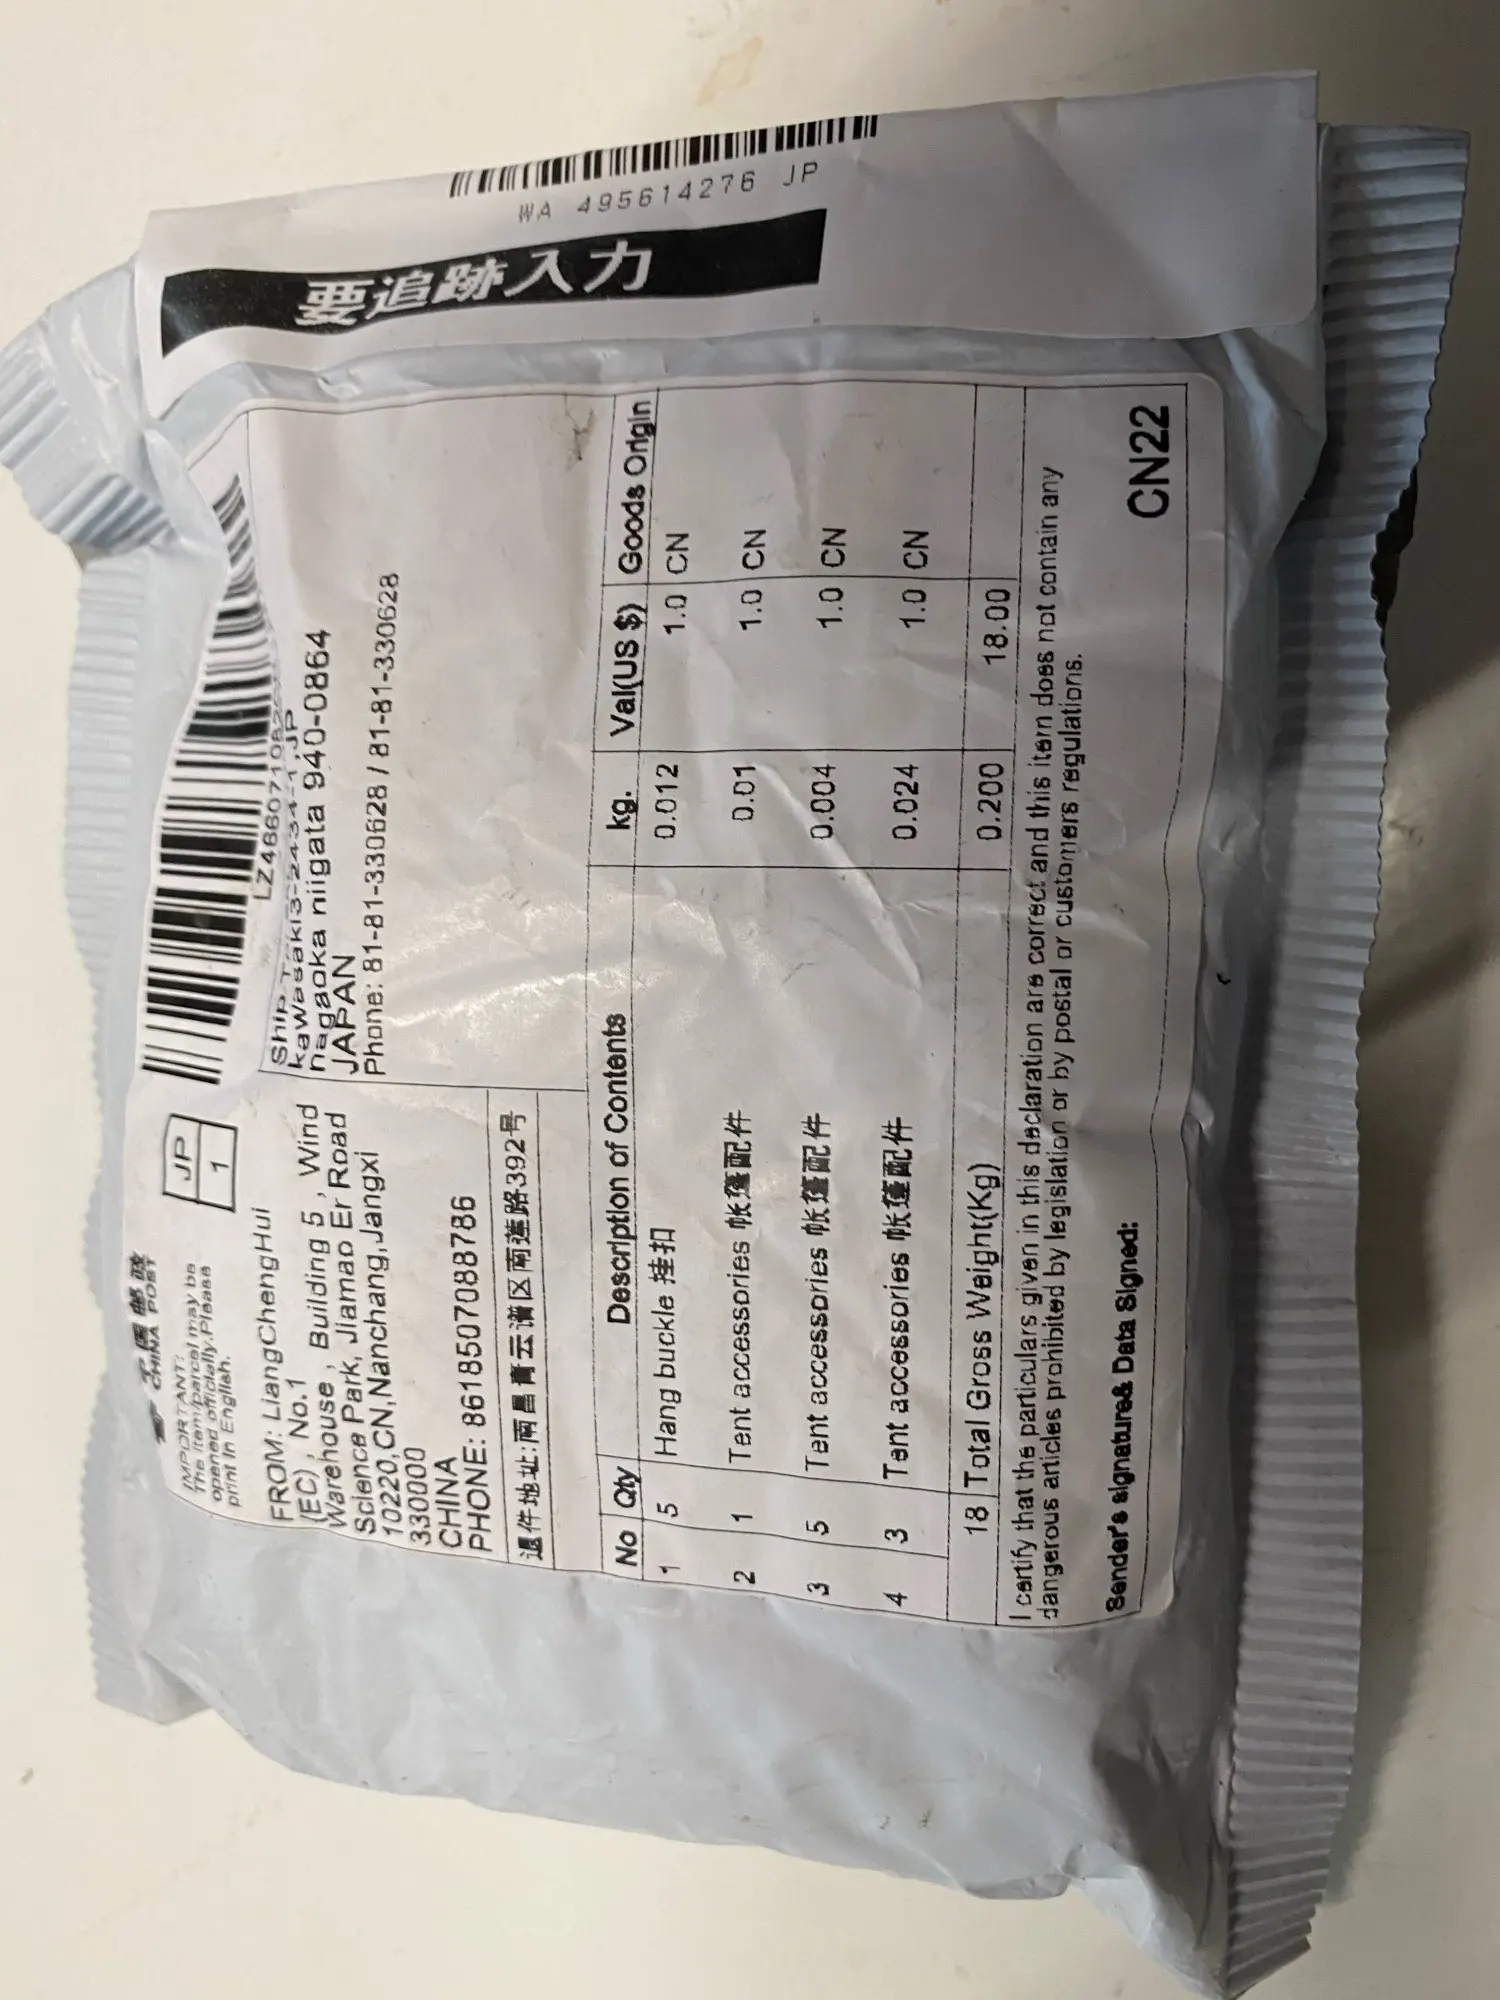 CHINA POST
IMPORTANT:
The item/parcel may be
opened officially.Please
print in English.
JP
1
FROM: LiangChengHui
(EC), No.1 , Building 5 , Wind
Warehouse , Jiamao Er Road
Science Park,
10220,CN,Nanchang,Jangxi
330000
CHINA
PHONE: 8618507088786
退件地址:南昌青云谱区南莲路392号
Ship To
kawasaki3-2434-1,JP
nagaoka niigata 940-0864
JAPAN
Phone: 81-81-330628 / 81-81-330628
No Qty Description of Contents kg. Val(US $) Goods Origin
1 5 Hang buckle 挂扣 0.012 1.0 CN
2 1 Tent accessories 帐篷配件 0.01 1.0 CN
3 5 Tent accessories 帐篷配件 0.004 1.0 CN
4 3 Tent accessories 帐篷配件 0.024 1.0 CN
18 Total Gross Weight(Kg) 0.200 18.00
I certify that the particulars given in this declaration are correct and this item does not contain any
dangerous articles prohibited by legislation or by postal or customers regulations.
Sender's signature& Data Signed:
CN22
要追跡入力
WA 495614276 JP